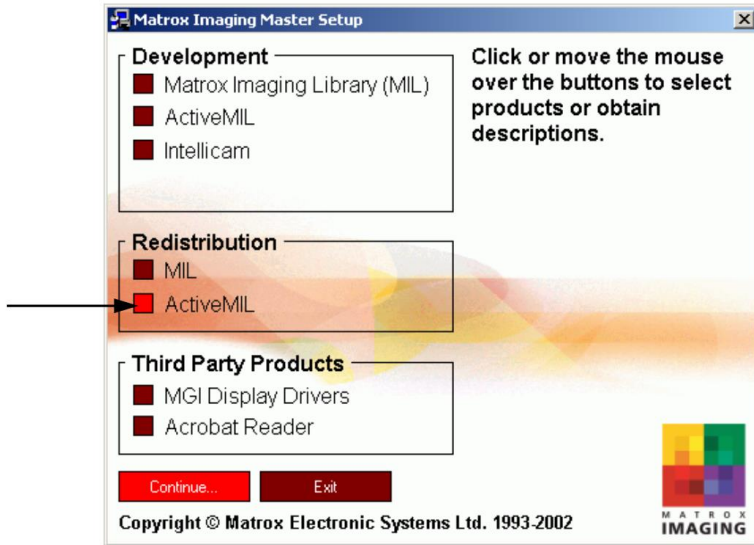 Matrox Imaging Master Setup
Development
Matrox Imaging Library (MIL)
ActiveMIL
Intellicam
Click or move the mouse
over the buttons to select
products or obtain
descriptions.
Redistribution
MIL
ActiveMIL
Third Party Products
MGI Display Drivers
Acrobat Reader
Continue...
Exit
Copyright © Matrox Electronic Systems Ltd. 1993-2002
MATROX
IMAGING